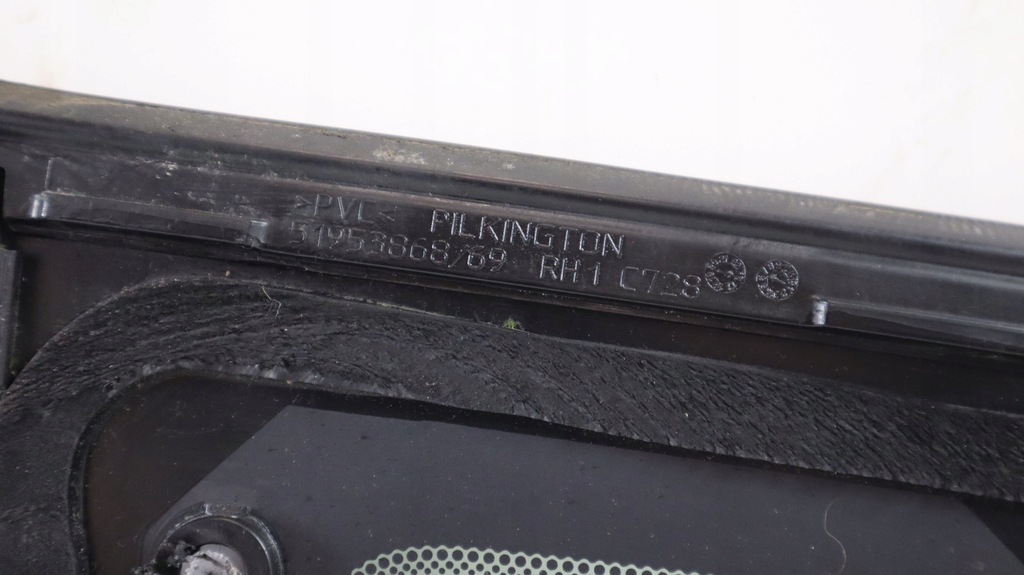 >PVC< PILKINGTON
51953868/69 RH1 C728